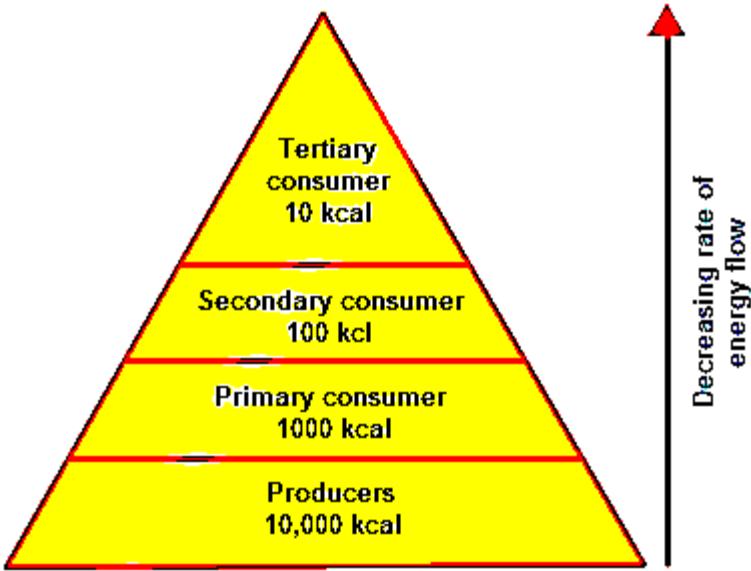 Tertiary
consumer
10 kcal
Secondary consumer
100 kcl
Primary consumer
1000 kcal
Producers
10,000 kcal
Decreasing rate of
energy flow